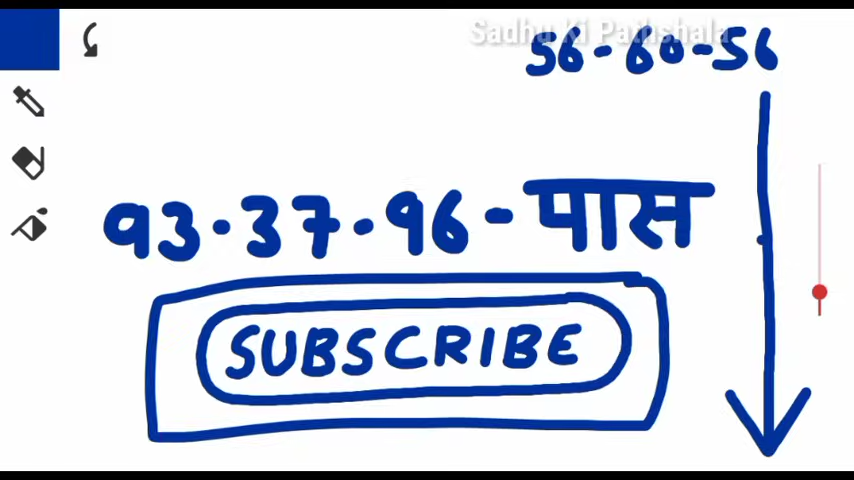 Sadhu Ki Pathshala
56-60-56
93.37.96-पास
SUBSCRIBE